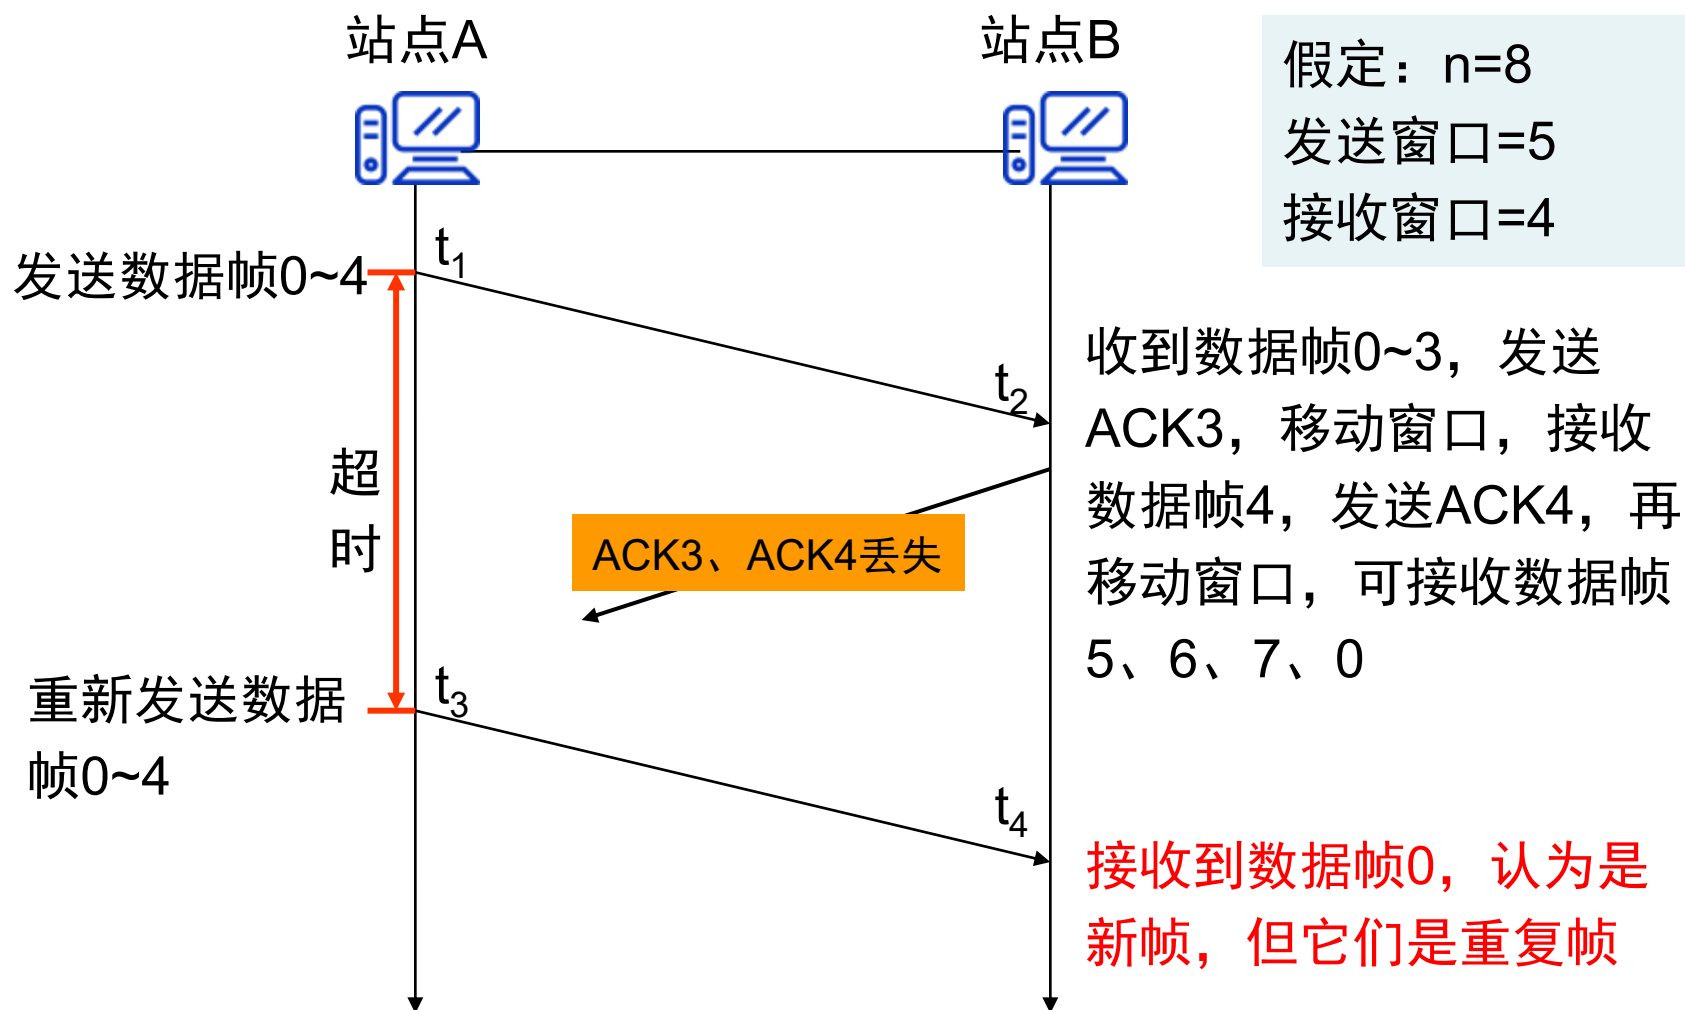 站点A
站点B
假定：n=8
发送窗口=5
接收窗口=4
t1
发送数据帧0~4
收到数据帧0~3，发送
ACK3，移动窗口，接收
数据帧4，发送ACK4，再
移动窗口，可接收数据帧
5、6、7、0
t2
超
时
ACK3、ACK4丢失
t3
重新发送数据
帧0~4
t4
接收到数据帧0，认为是
新帧，但它们是重复帧